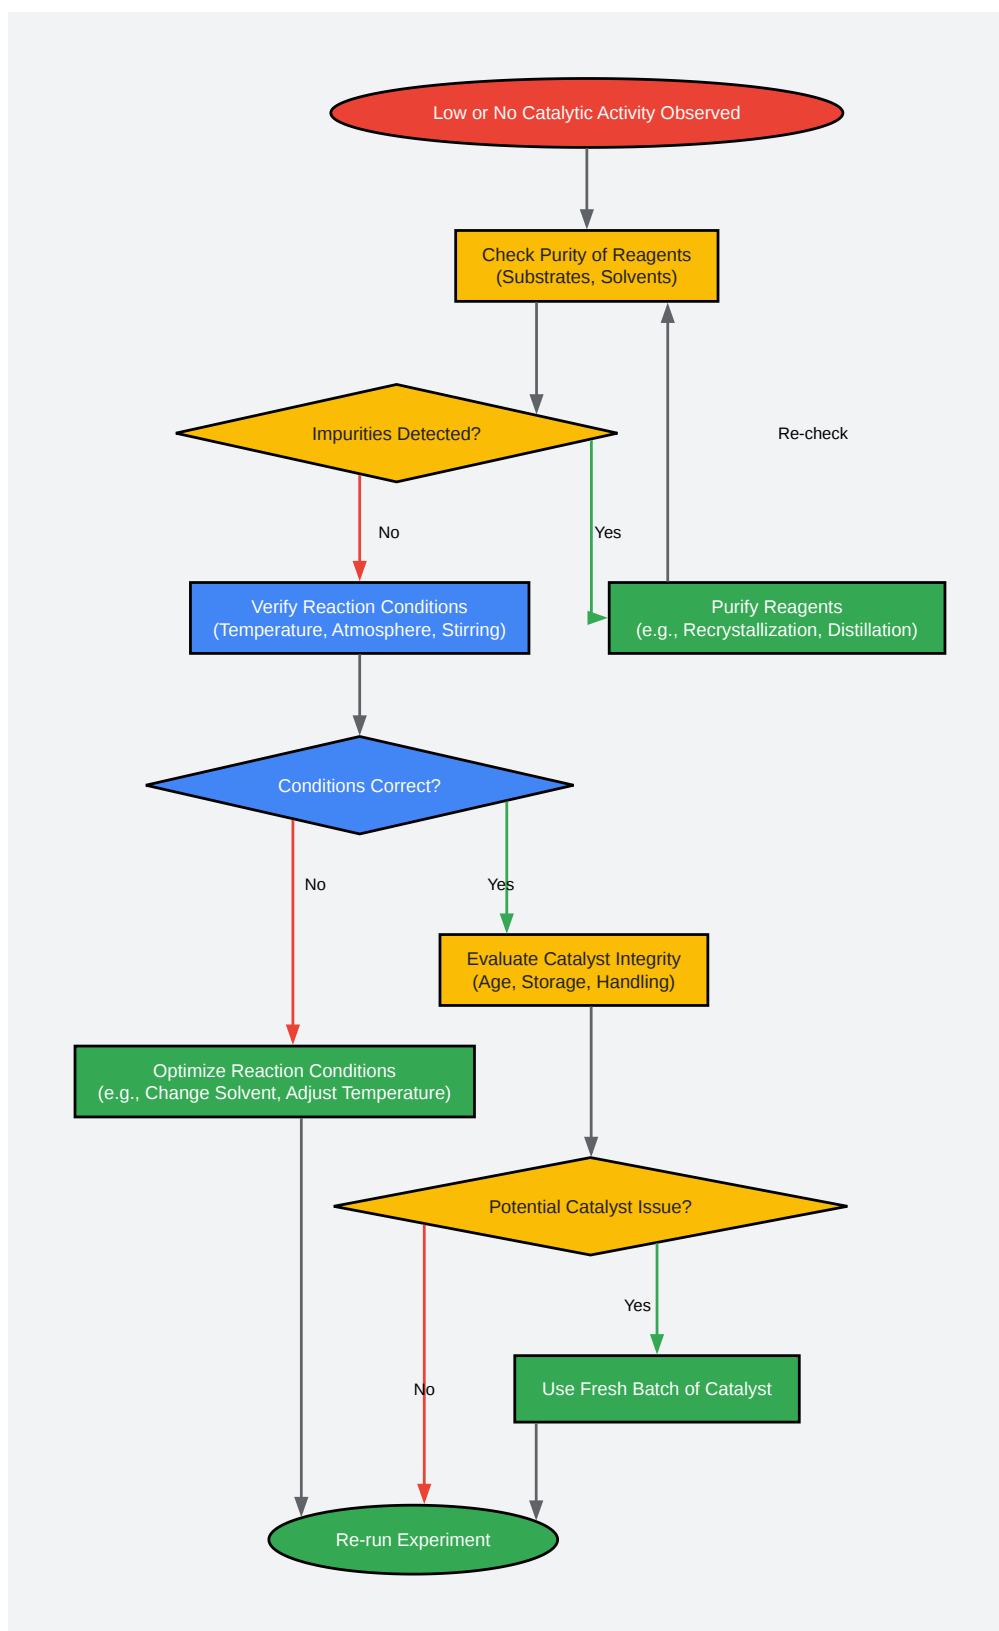 Low or No Catalytic Activity Observed
Check Purity of Reagents
(Substrates, Solvents)
Impurities Detected?
Re-check
No
Yes
Verify Reaction Conditions
(Temperature, Atmosphere, Stirring)
Purify Reagents
(e.g., Recrystallization, Distillation)
Conditions Correct?
No
Yes
Evaluate Catalyst Integrity
(Age, Storage, Handling)
Optimize Reaction Conditions
(e.g., Change Solvent, Adjust Temperature)
Potential Catalyst Issue?
Yes
No
Use Fresh Batch of Catalyst
Re-run Experiment